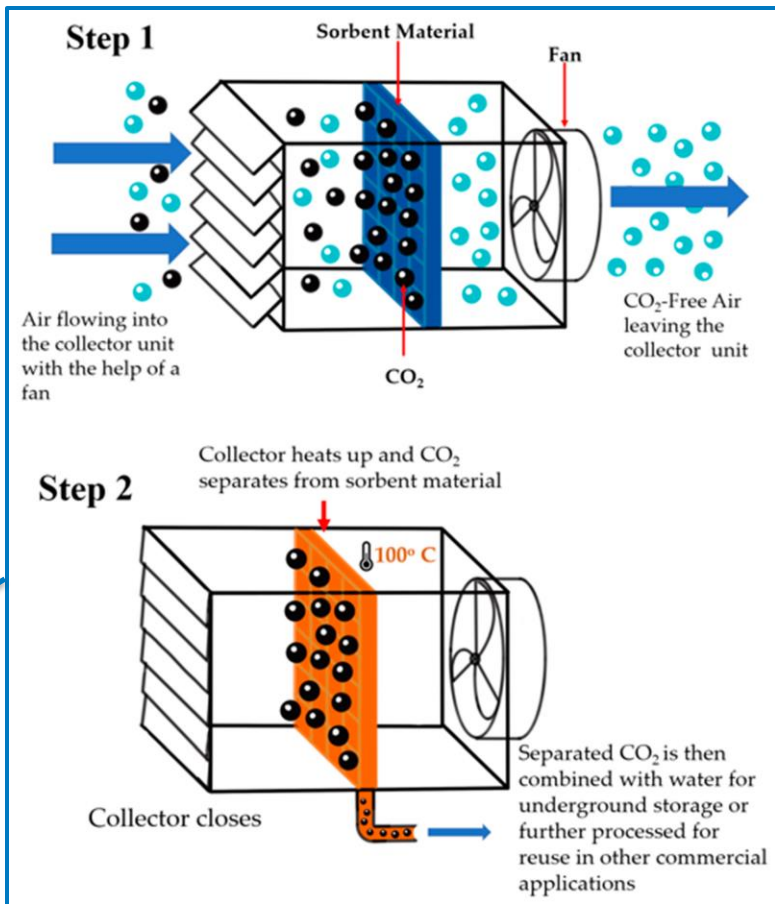 Step 1
Sorbent Material
Fan
Air flowing into
the collector unit
with the help of a
fan
CO₂
CO₂-Free Air
leaving the
collector unit
Step 2
Collector heats up and CO₂
separates from sorbent material
100° C
Collector closes
Separated CO₂ is then
combined with water for
underground storage or
further processed for
reuse in other commercial
applications